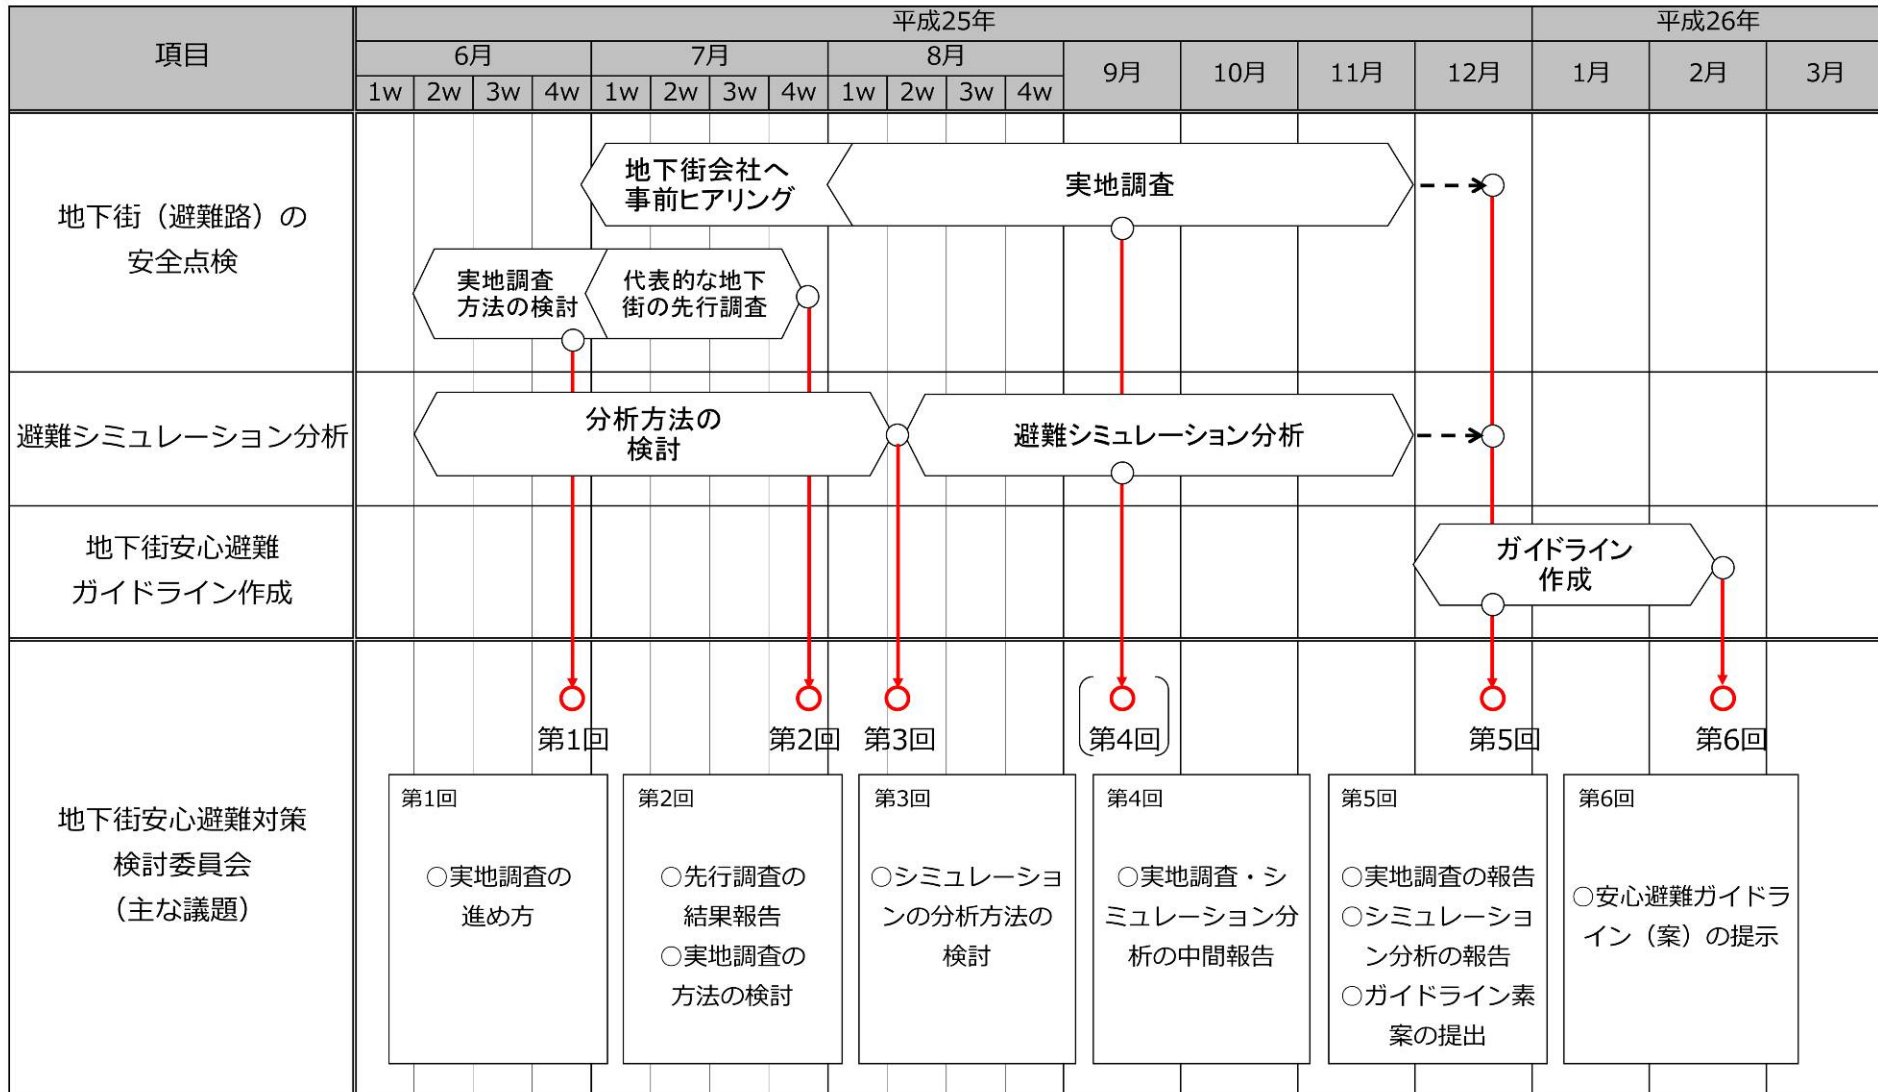 項目
平成25年
平成26年
6月
7月
8月
9月
10月
11月
12月
1月
2月
3月
1w
2w
3w
4w
1w
2w
3w
4w
1w
2w
3w
4w
地下街（避難路）の
安全点検
地下街会社へ
事前ヒアリング
実地調査
実地調査
方法の検討
代表的な地下
街の先行調査
避難シミュレーション分析
分析方法の
検討
避難シミュレーション分析
地下街安心避難
ガイドライン作成
ガイドライン
作成
地下街安心避難対策
検討委員会
（主な議題）
第1回
第2回
第3回
第4回
第5回
第6回
第1回
○実地調査の
進め方
第2回
○先行調査の
結果報告
○実地調査の
方法の検討
第3回
○シミュレーショ
ンの分析方法の
検討
第4回
○実地調査・シ
ミュレーション分
析の中間報告
第5回
○実地調査の報告
○シミュレーショ
ン分析の報告
○ガイドライン素
案の提出
第6回
○安心避難ガイドラ
イン（案）の提示